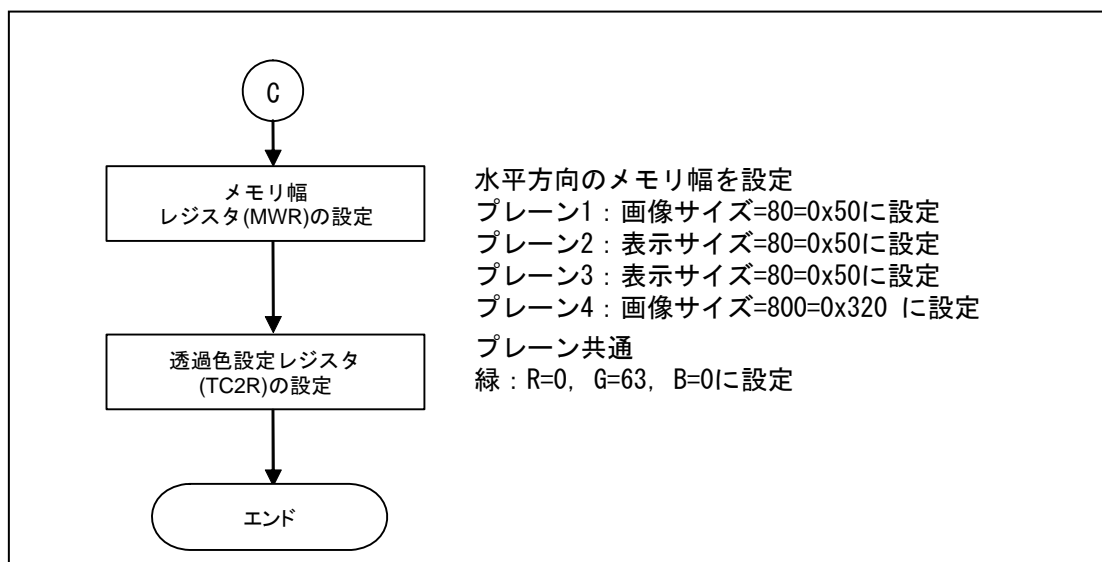 C
メモリ幅
レジスタ(MWR)の設定
水平方向のメモリ幅を設定
プレーン1：画像サイズ=80=0x50に設定
プレーン2：表示サイズ=80=0x50に設定
プレーン3：表示サイズ=80=0x50に設定
プレーン4：画像サイズ=800=0x320 に設定
透過色設定レジスタ
(TC2R)の設定
プレーン共通
緑：R=0, G=63, B=0に設定
エンド